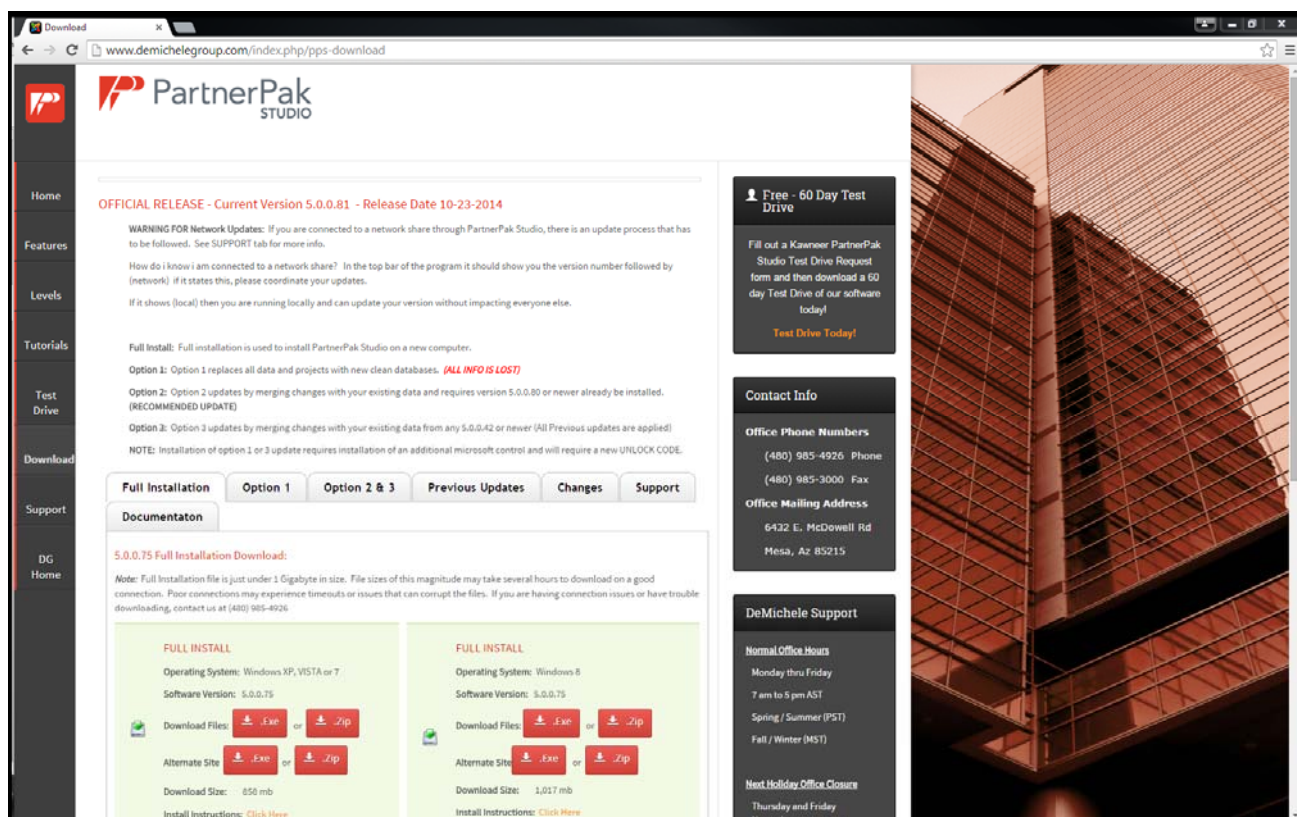 Download
www.demichelegroup.com/index.php/pps-download
PartnerPak
STUDIO
Home
Features
Levels
Tutorials
Test
Drive
Download
Support
DG
Home
OFFICIAL RELEASE - Current Version 5.0.0.81 - Release Date 10-23-2014
WARNING FOR Network Updates: If you are connected to a network share through PartnerPak Studio, there is an update process that has
to be followed. See SUPPORT tab for more info.
How do i know i am connected to a network share? In the top bar of the program it should show you the version number followed by
(network) if it states this, please coordinate your updates.
If it shows (local) then you are running locally and can update your version without impacting everyone else.
Full Install: Full installation is used to install PartnerPak Studio on a new computer.
Option 1: Option 1 replaces all data and projects with new clean databases. (ALL INFO IS LOST)
Option 2: Option 2 updates by merging changes with your existing data and requires version 5.0.0.80 or newer already be installed.
(RECOMMENDED UPDATE)
Option 3: Option 3 updates by merging changes with your existing data from any 5.0.0.42 or newer (All Previous updates are applied)
NOTE: Installation of option 1 or 3 update requires installation of an additional microsoft control and will require a new UNLOCK CODE.
Full Installation Option 1 Option 2 & 3 Previous Updates Changes Support
Documentaton
5.0.0.75 Full Installation Download:
Note: Full Installation file is just under 1 Gigabyte in size. File sizes of this magnitude may take several hours to download on a good
connection. Poor connections may experience timeouts or issues that can corrupt the files. If you are having connection issues or have trouble
downloading, contact us at (480) 985-4926
FULL INSTALL
Operating System: Windows XP, VISTA or 7
Software Version: 5.0.0.75
Download Files: .Exe or .Zip
Alternate Site .Exe or .Zip
Download Size: 858 mb
Install Instructions: Click Here
FULL INSTALL
Operating System: Windows 8
Software Version: 5.0.0.75
Download Files: .Exe or .Zip
Alternate Site .Exe or .Zip
Download Size: 1,017 mb
Install Instructions: Click Here
Free - 60 Day Test
Drive
Fill out a Kawneer PartnerPak
Studio Test Drive Request
form and then download a 60
day Test Drive of our software
today!
Test Drive Today!
Contact Info
Office Phone Numbers
(480) 985-4926 Phone
(480) 985-3000 Fax
Office Mailing Address
6432 E. McDowell Rd
Mesa, Az 85215
DeMichele Support
Normal Office Hours
Monday thru Friday
7 am to 5 pm AST
Spring / Summer (PST)
Fall / Winter (MST)
Next Holiday Office Closure
Thursday and Friday